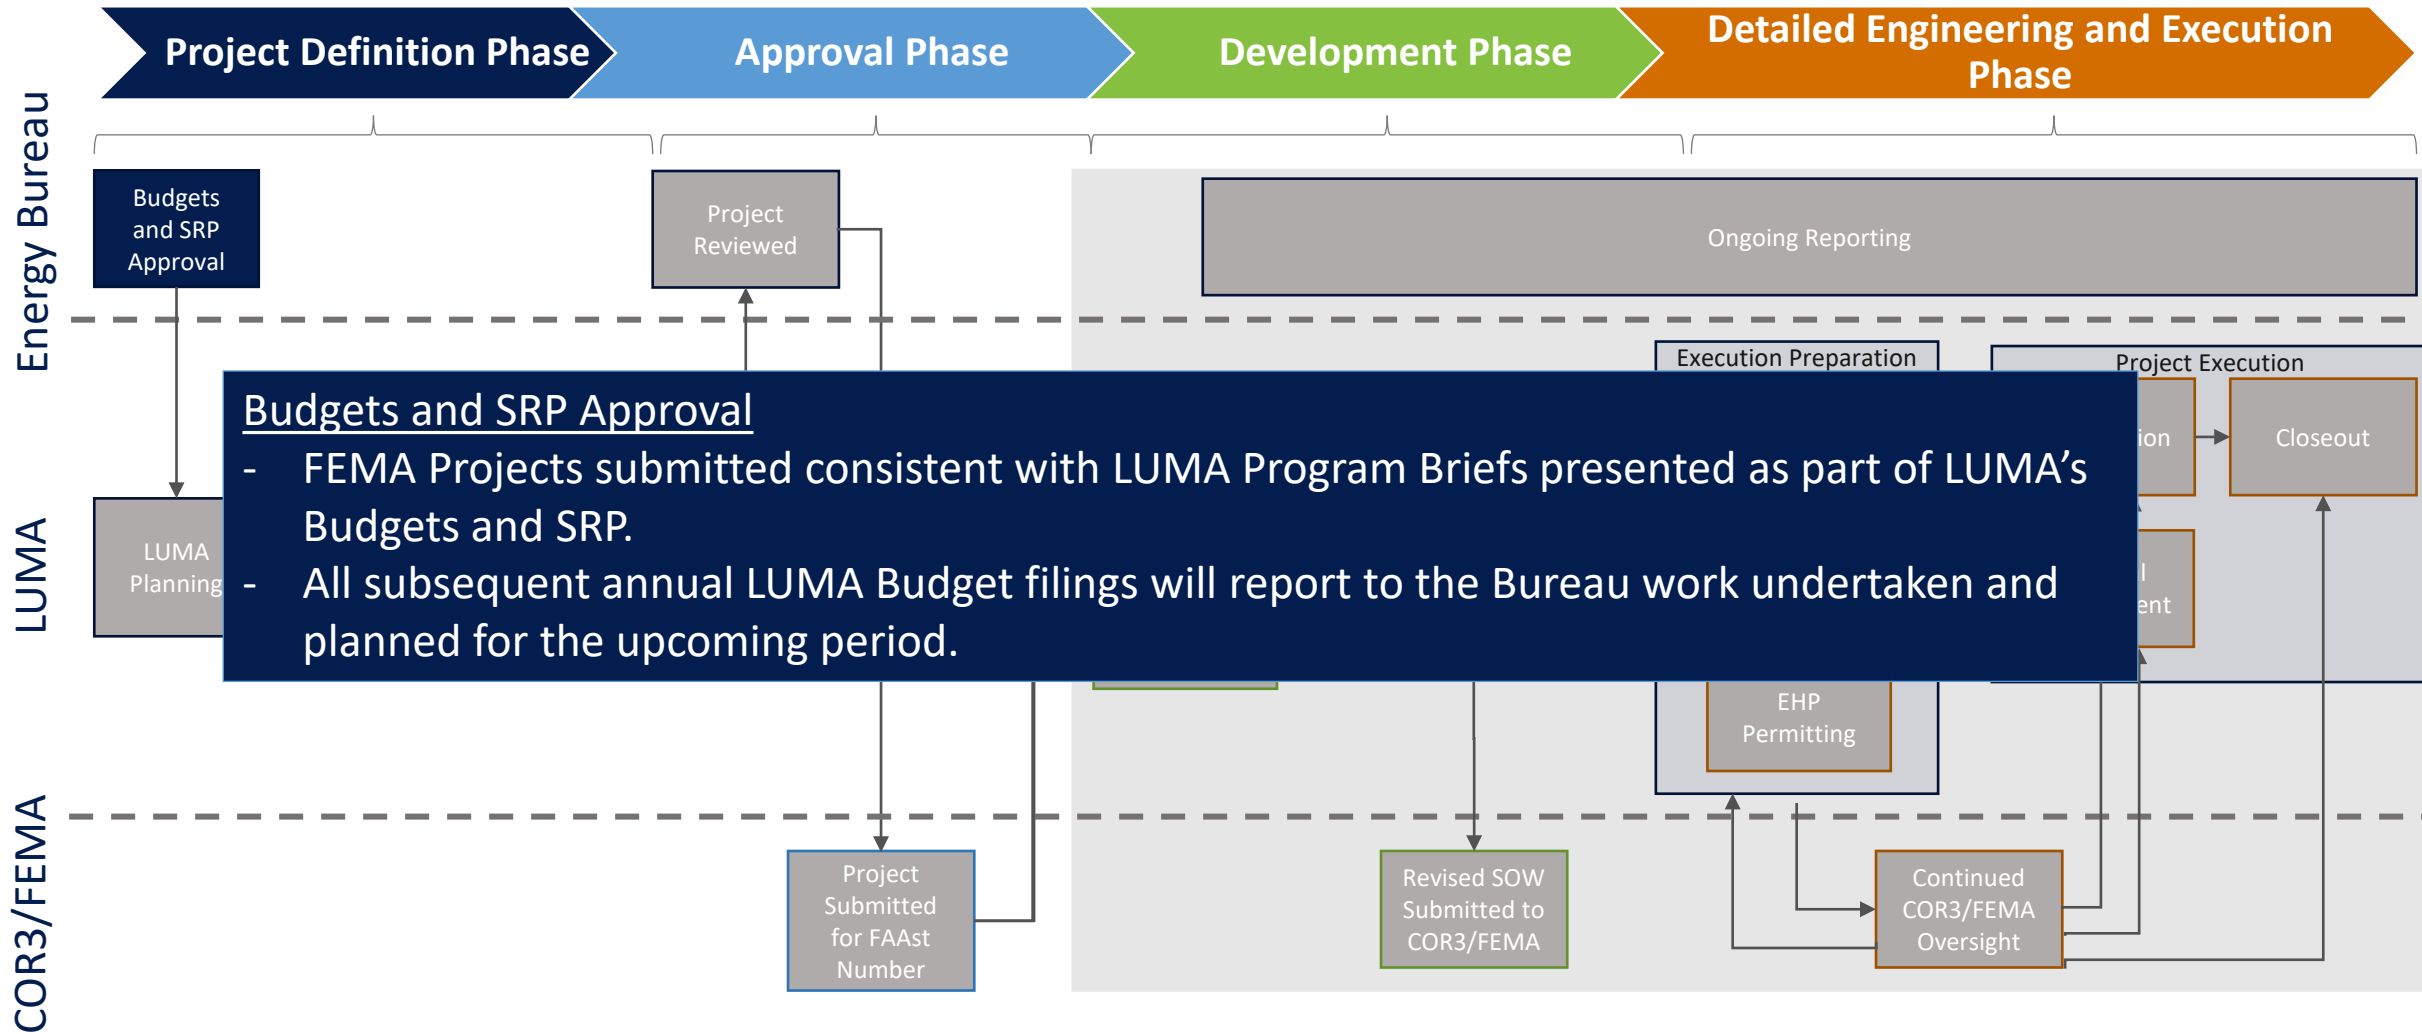 Project Definition Phase
Approval Phase
Development Phase
Detailed Engineering and Execution
Phase
Energy Bureau
Budgets
and SRP
Approval
Project
Reviewed
Ongoing Reporting
LUMA
LUMA
Planning
Execution Preparation
Project Execution
Closeout
Budgets and SRP Approval
- FEMA Projects submitted consistent with LUMA Program Briefs presented as part of LUMA’s
Budgets and SRP.
- All subsequent annual LUMA Budget filings will report to the Bureau work undertaken and
planned for the upcoming period.
EHP
Permitting
COR3/FEMA
Project
Submitted
for FAAst
Number
Revised SOW
Submitted to
COR3/FEMA
Continued
COR3/FEMA
Oversight